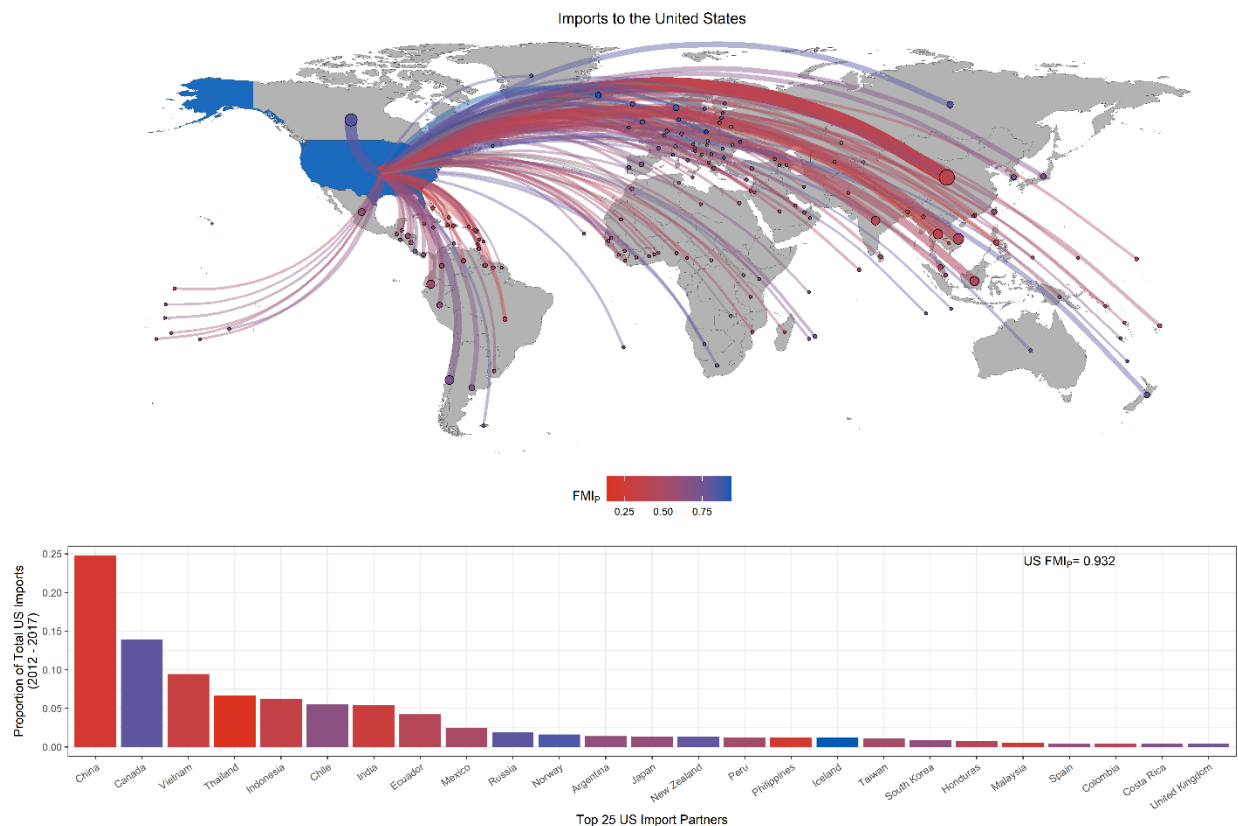 Imports to the United States
FMIP
0.25 0.50 0.75
Proportion of Total US Imports
(2012 - 2017)
0.25
0.20
0.15
0.10
0.05
0.00
US FMIP= 0.932
China Canada Vietnam Thailand Indonesia Chile India Ecuador Mexico Russia Norway Argentina Japan New Zealand Peru Philippines Iceland Taiwan South Korea Honduras Malaysia Spain Colombia Costa Rica United Kingdom
Top 25 US Import Partners